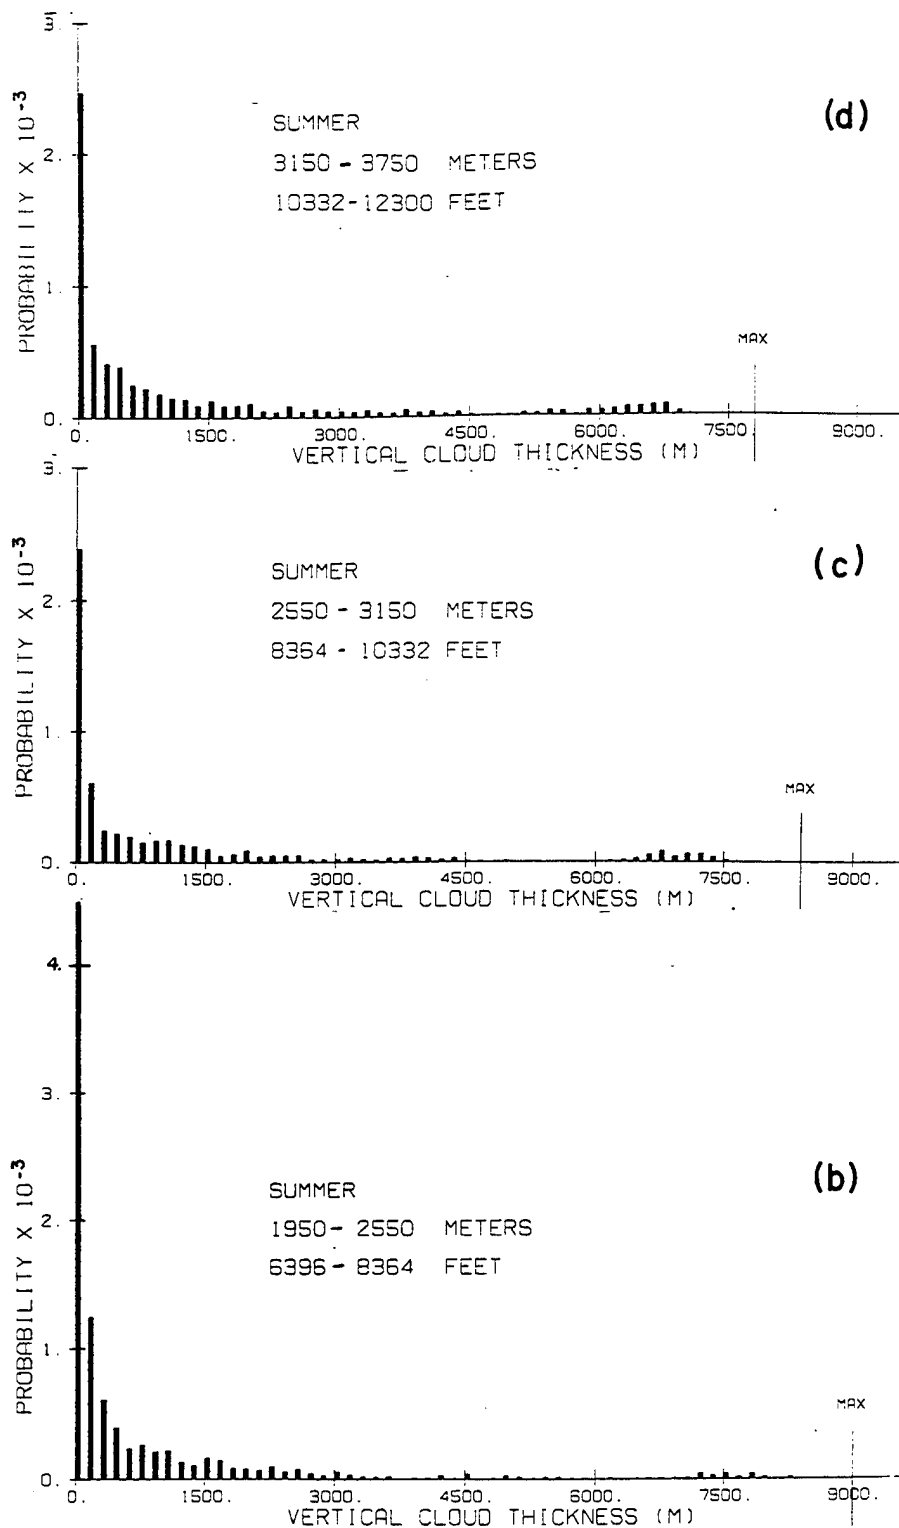 3.
(d)
SUMMER
3150 - 3750 METERS
10332-12300 FEET
2.
1.
0.
PROBABILITY X 10-3
MAX
0. 1500. 3000. 4500. 6000. 7500. 9000.
VERTICAL CLOUD THICKNESS (M)
3.
(c)
SUMMER
2550 - 3150 METERS
8364 - 10332 FEET
2.
1.
0.
PROBABILITY X 10-3
MAX
0. 1500. 3000. 4500. 6000. 7500. 9000.
VERTICAL CLOUD THICKNESS (M)
4.
3.
(b)
SUMMER
1950 - 2550 METERS
6396 - 8364 FEET
2.
1.
0.
PROBABILITY X 10-3
MAX
0. 1500. 3000. 4500. 6000. 7500. 9000.
VERTICAL CLOUD THICKNESS (M)